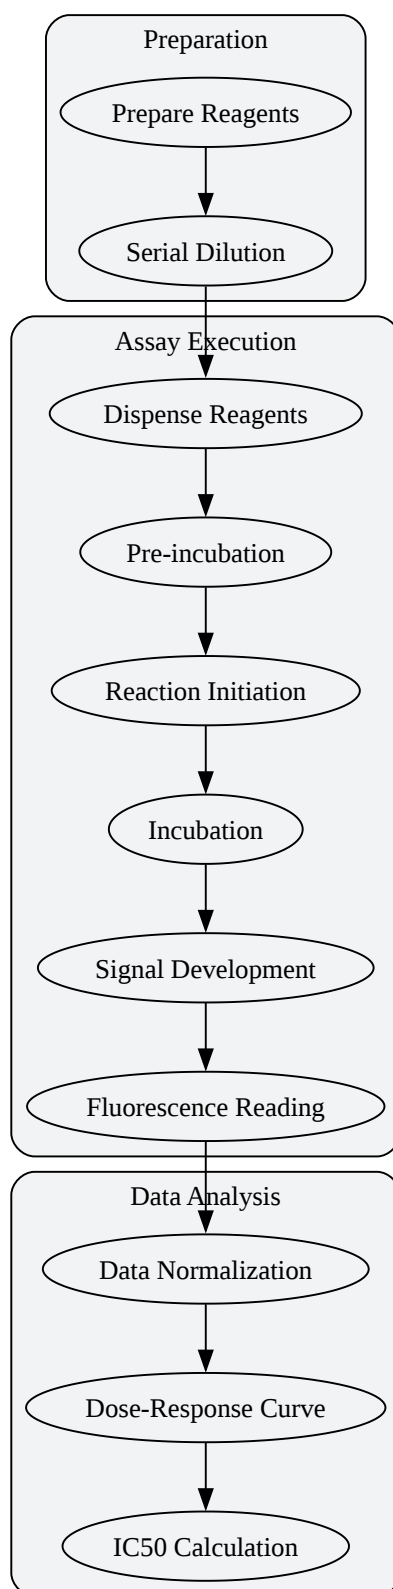 Preparation
Prepare Reagents
Serial Dilution
Assay Execution
Dispense Reagents
Pre-incubation
Reaction Initiation
Incubation
Signal Development
Fluorescence Reading
Data Analysis
Data Normalization
Dose-Response Curve
IC50 Calculation